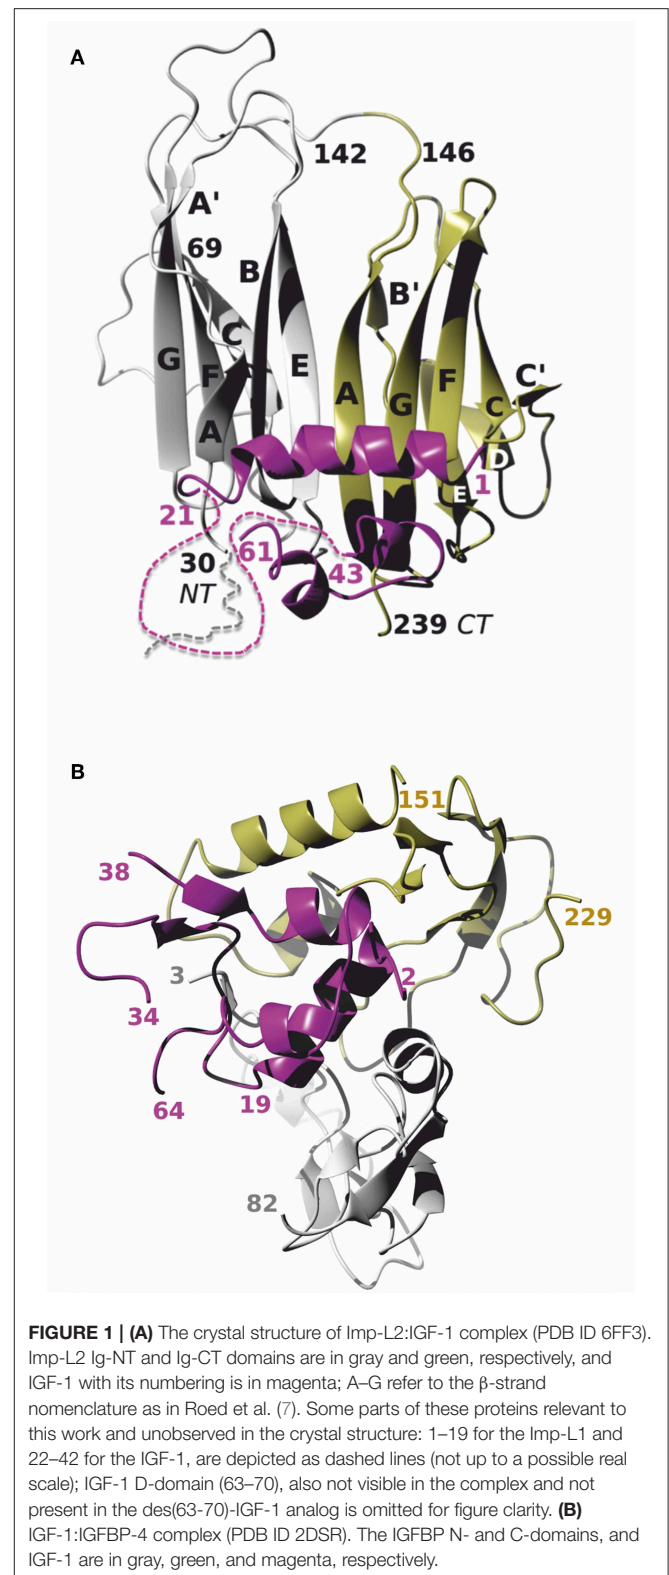 A
142
146
A'
69
B
B'
C
G
F
E
A
F
C'
A
G
C
D
E
1
21
61
30
43
NT
239 CT
B
151
38
229
3
2
34
64
19
82
FIGURE 1 | (A) The crystal structure of Imp-L2:IGF-1 complex (PDB ID 6FF3).
Imp-L2 Ig-NT and Ig-CT domains are in gray and green, respectively, and
IGF-1 with its numbering is in magenta; A–G refer to the β-strand
nomenclature as in Roed et al. (7). Some parts of these proteins relevant to
this work and unobserved in the crystal structure: 1–19 for the Imp-L1 and
22–42 for the IGF-1, are depicted as dashed lines (not up to a possible real
scale); IGF-1 D-domain (63–70), also not visible in the complex and not
present in the des(63-70)-IGF-1 analog is omitted for figure clarity. (B)
IGF-1:IGFBP-4 complex (PDB ID 2DSR). The IGFBP N- and C-domains, and
IGF-1 are in gray, green, and magenta, respectively.